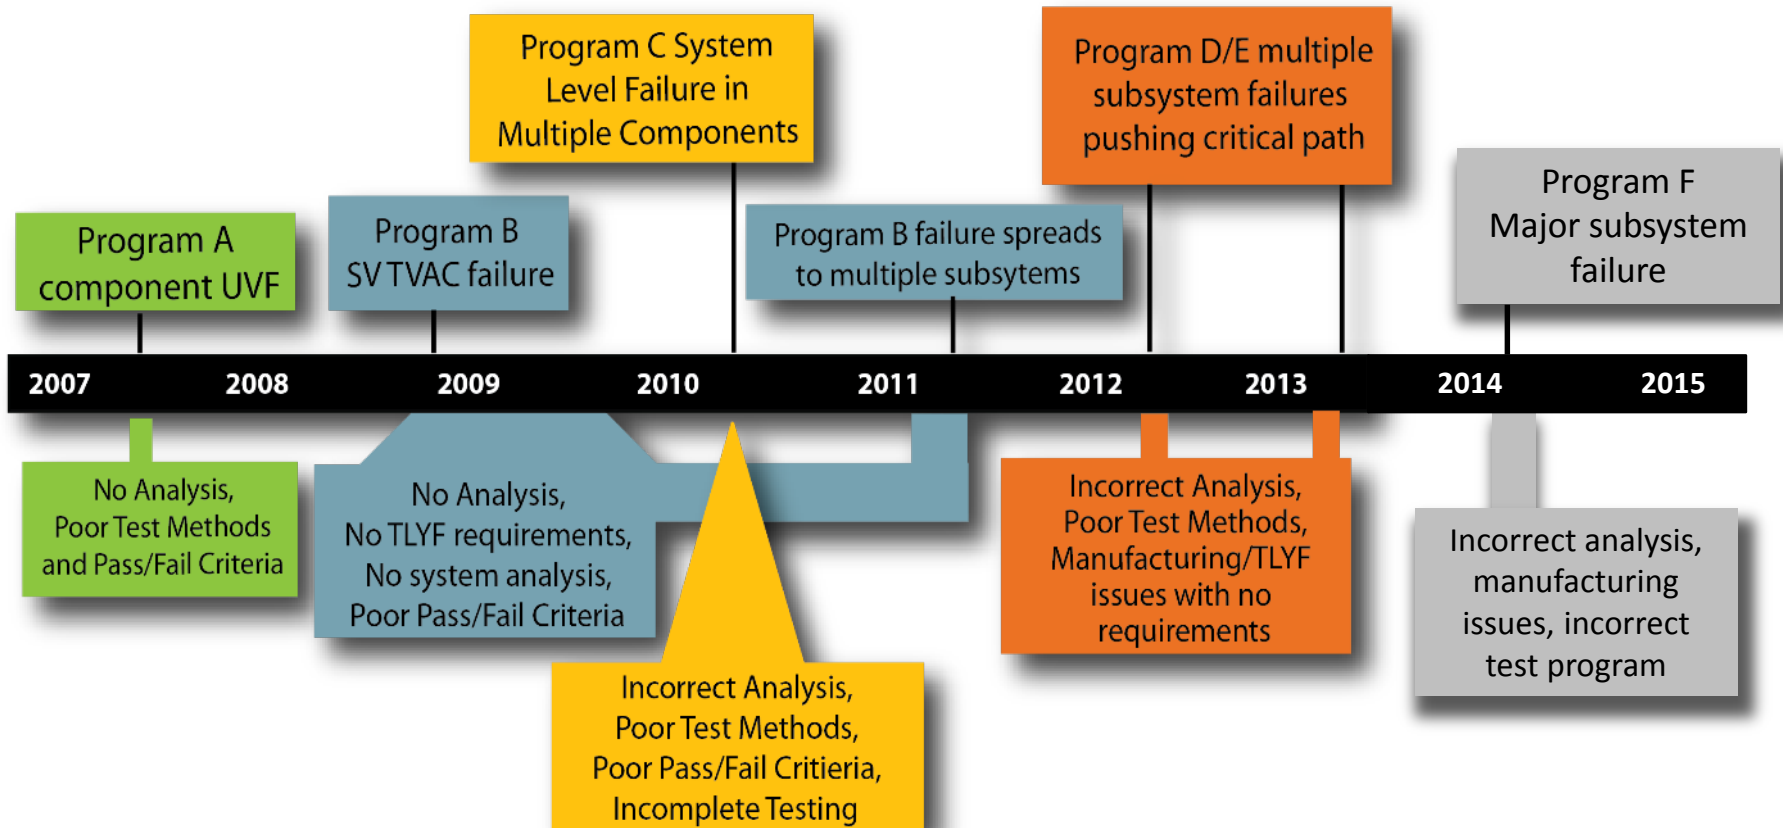 Program C System
Level Failure in
Multiple Components
Program D/E multiple
subsystem failures
pushing critical path
Program A
component UVF
Program B
SV TVAC failure
Program B failure spreads
to multiple subsytems
Program F
Major subsystem
failure
2007 2008 2009 2010 2011 2012 2013 2014 2015
No Analysis,
Poor Test Methods
and Pass/Fail Criteria
No Analysis,
No TLYF requirements,
No system analysis,
Poor Pass/Fail Criteria
Incorrect Analysis,
Poor Test Methods,
Poor Pass/Fail Critieria,
Incomplete Testing
Incorrect Analysis,
Poor Test Methods,
Manufacturing/TLYF
issues with no
requirements
Incorrect analysis,
manufacturing
issues, incorrect
test program